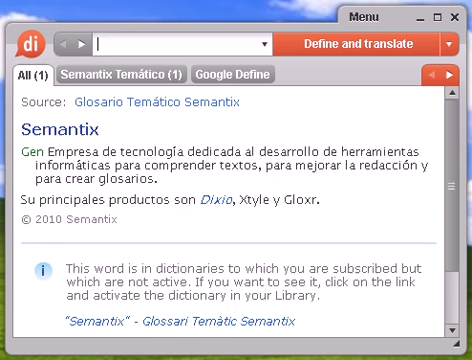 Menu
di
Define and translate
All (1)
Semantix Temático (1)
Google Define
Source: Glosario Temático Semantix
Semantix
Gen Empresa de tecnología dedicada al desarrollo de herramientas
informáticas para comprender textos, para mejorar la redacción y
para crear glosarios.
Su principales productos son Dixio, Xtyle y Gloxr.
© 2010 Semantix
i
This word is in dictionaries to which you are subscribed but
which are not active. If you want to see it, click on the link
and activate the dictionary in your Library.
"Semantix" - Glossari Temàtic Semantix